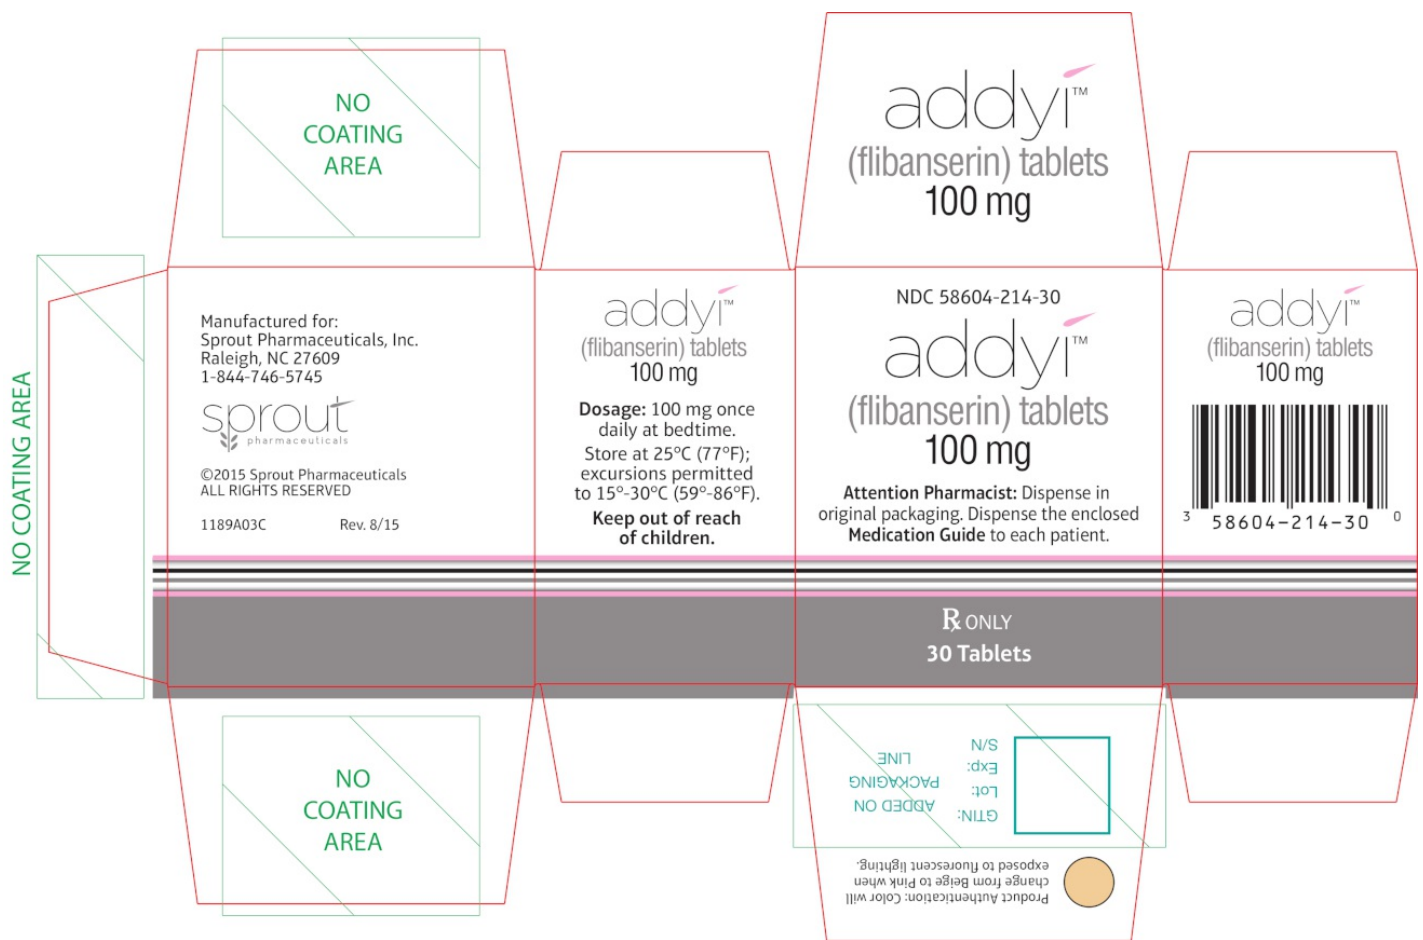 NO
COATING
AREA
addyi™
(flibanserin) tablets
100 mg
NO COATING AREA
Manufactured for:
Sprout Pharmaceuticals, Inc.
Raleigh, NC 27609
1-844-746-5745
sprout
pharmaceuticals
©2015 Sprout Pharmaceuticals
ALL RIGHTS RESERVED
1189A03C Rev. 8/15
addyi™
(flibanserin) tablets
100 mg
Dosage: 100 mg once
daily at bedtime.
Store at 25°C (77°F);
excursions permitted
to 15°-30°C (59°-86°F).
Keep out of reach
of children.
NDC 58604-214-30
addyi™
(flibanserin) tablets
100 mg
Attention Pharmacist: Dispense in
original packaging. Dispense the enclosed
Medication Guide to each patient.
℞ ONLY
30 Tablets
addyi™
(flibanserin) tablets
100 mg
3 58604-214-30 0
NO
COATING
AREA
GTIN:
Lot:
Exp:
S/N
ADDED ON
PACKAGING
LINE
Product Authentication: Color will
change from Beige to Pink when
exposed to fluorescent lighting.